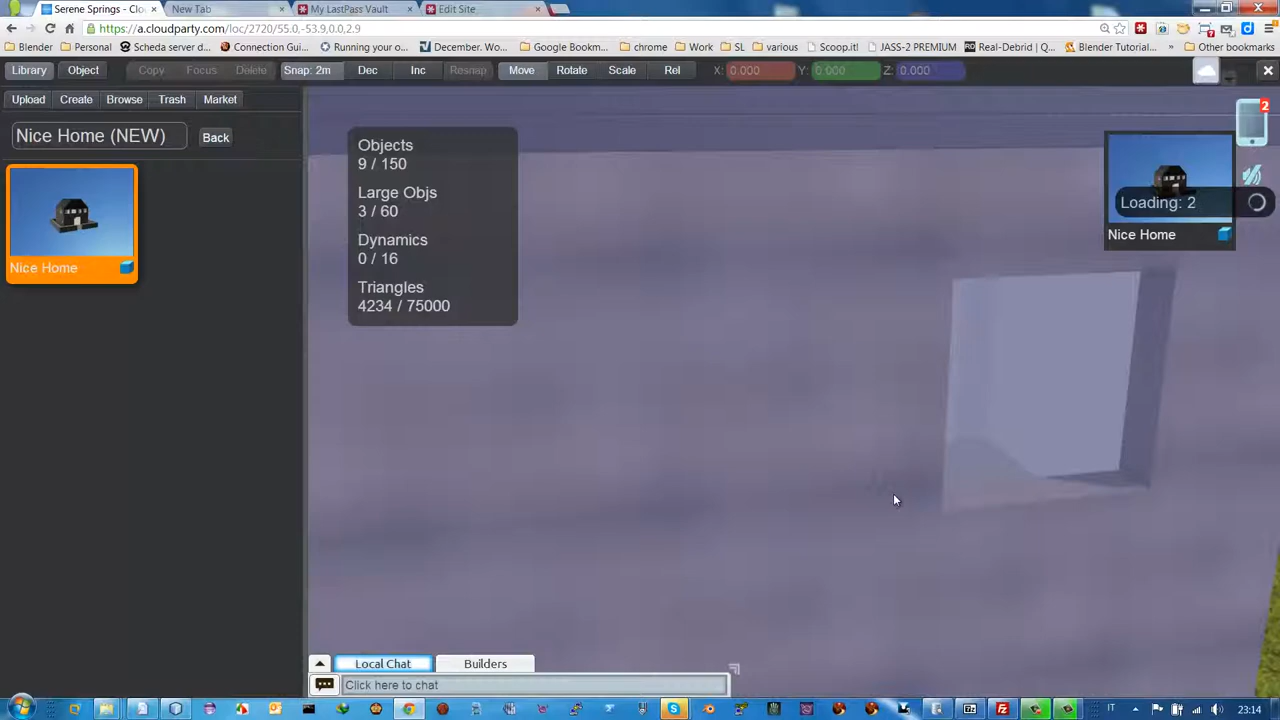 Serene Springs - Clo
New Tab
My LastPass Vault
Edit Site
https://a.cloudparty.com/loc/2720/55.0,-53.9,0.0,2.9
Blender
Personal
Scheda server d...
Connection Gui...
Running your o...
December. Wo...
Google Bookm...
chrome
Work
SL
various
Scoop.it!
JASS-2 PREMIUM
Real-Debrid | Q...
Blender Tutorial...
Other bookmarks
Library
Object
Copy
Focus
Delete
Snap: 2m
Dec
Inc
Resnap
Move
Rotate
Scale
Rel
X: 0.000
Y: 0.000
Z: 0.000
Upload
Create
Browse
Trash
Market
Nice Home (NEW)
Back
Nice Home
Objects
9 / 150
Large Objs
3 / 60
Dynamics
0 / 16
Triangles
4234 / 75000
2
Loading: 2
Nice Home
Local Chat
Builders
Click here to chat
IT
23:14